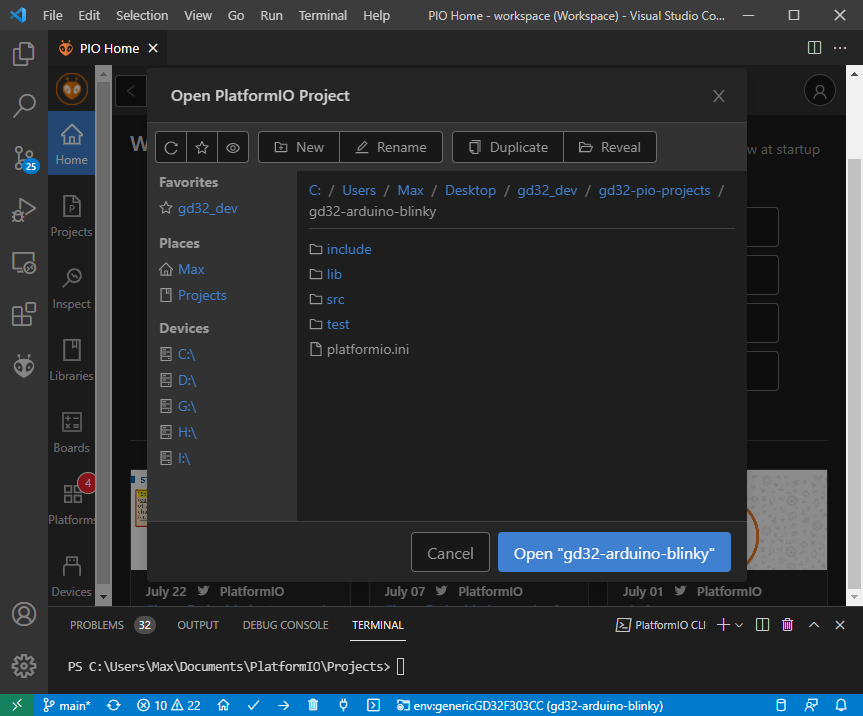 File Edit Selection View Go Run Terminal Help PIO Home - workspace (Workspace) - Visual Studio Co...
PIO Home
Open PlatformIO Project
W
w at startup
New Rename Duplicate Reveal
Home
Projects
Inspect
Libraries
Boards
Platforms
Devices
25
4
Favorites
gd32_dev
Places
Max
Projects
Devices
C:\
D:\
G:\
H:\
I:\
C: / Users / Max / Desktop / gd32_dev / gd32-pio-projects /
gd32-arduino-blinky
include
lib
src
test
platformio.ini
Cancel Open "gd32-arduino-blinky"
July 22 PlatformIO July 07 PlatformIO July 01 PlatformIO
PROBLEMS 32 OUTPUT DEBUG CONSOLE TERMINAL PlatformIO CLI
PS C:\Users\Max\Documents\PlatformIO\Projects>
main* 10 22 env:genericGD32F303CC (gd32-arduino-blinky)